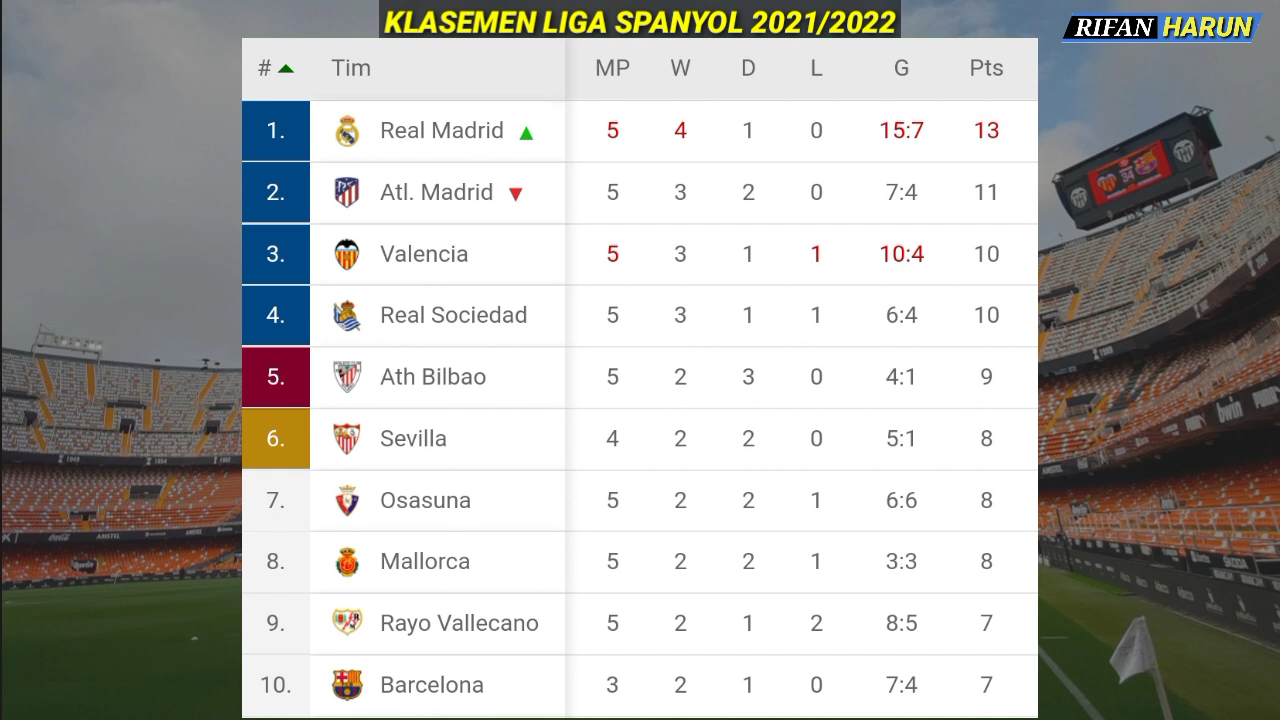 KLASEMEN LIGA SPANYOL 2021/2022
RIFAN HARUN
# Tim MP W D L G Pts
1. Real Madrid 5 4 1 0 15:7 13
2. Atl. Madrid 5 3 2 0 7:4 11
3. Valencia 5 3 1 1 10:4 10
4. Real Sociedad 5 3 1 1 6:4 10
5. Ath Bilbao 5 2 3 0 4:1 9
6. Sevilla 4 2 2 0 5:1 8
7. Osasuna 5 2 2 1 6:6 8
8. Mallorca 5 2 2 1 3:3 8
9. Rayo Vallecano 5 2 1 2 8:5 7
10. Barcelona 3 2 1 0 7:4 7
bwin
AMSTEL